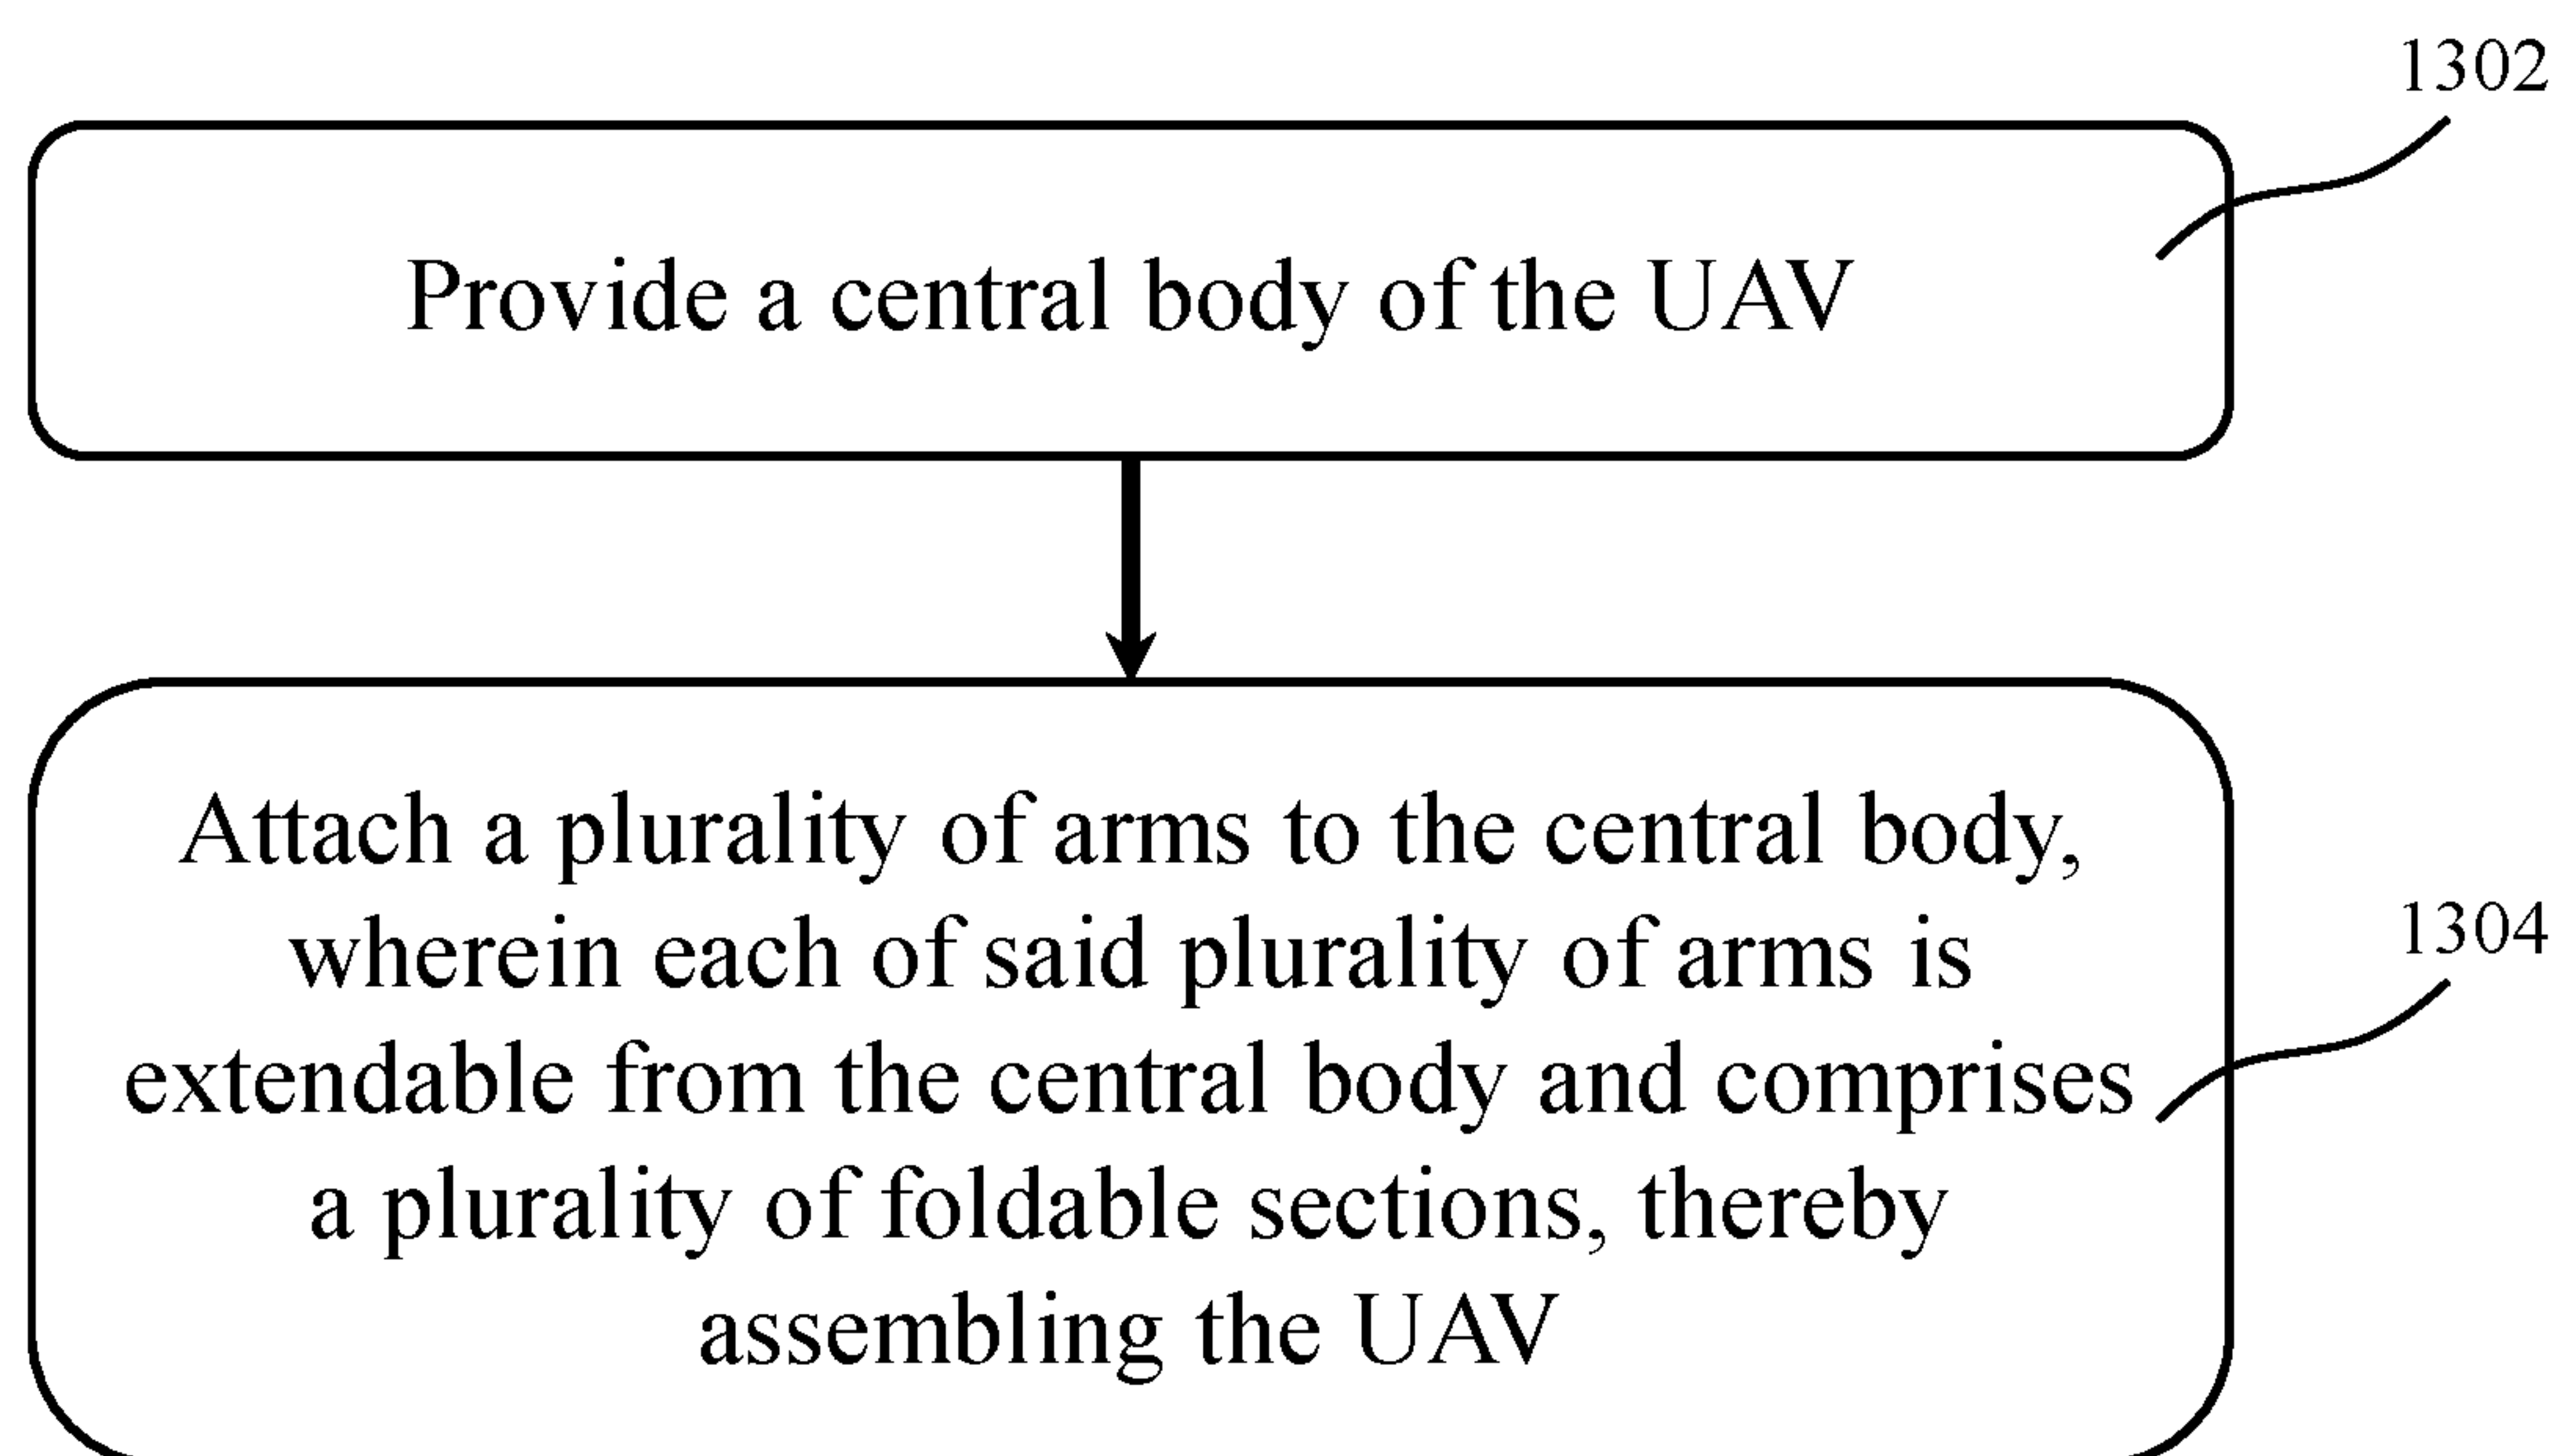 1302
Provide a central body of the UAV
Attach a plurality of arms to the central body,
wherein each of said plurality of arms is
extendable from the central body and comprises
a plurality of foldable sections, thereby
assembling the UAV
1304